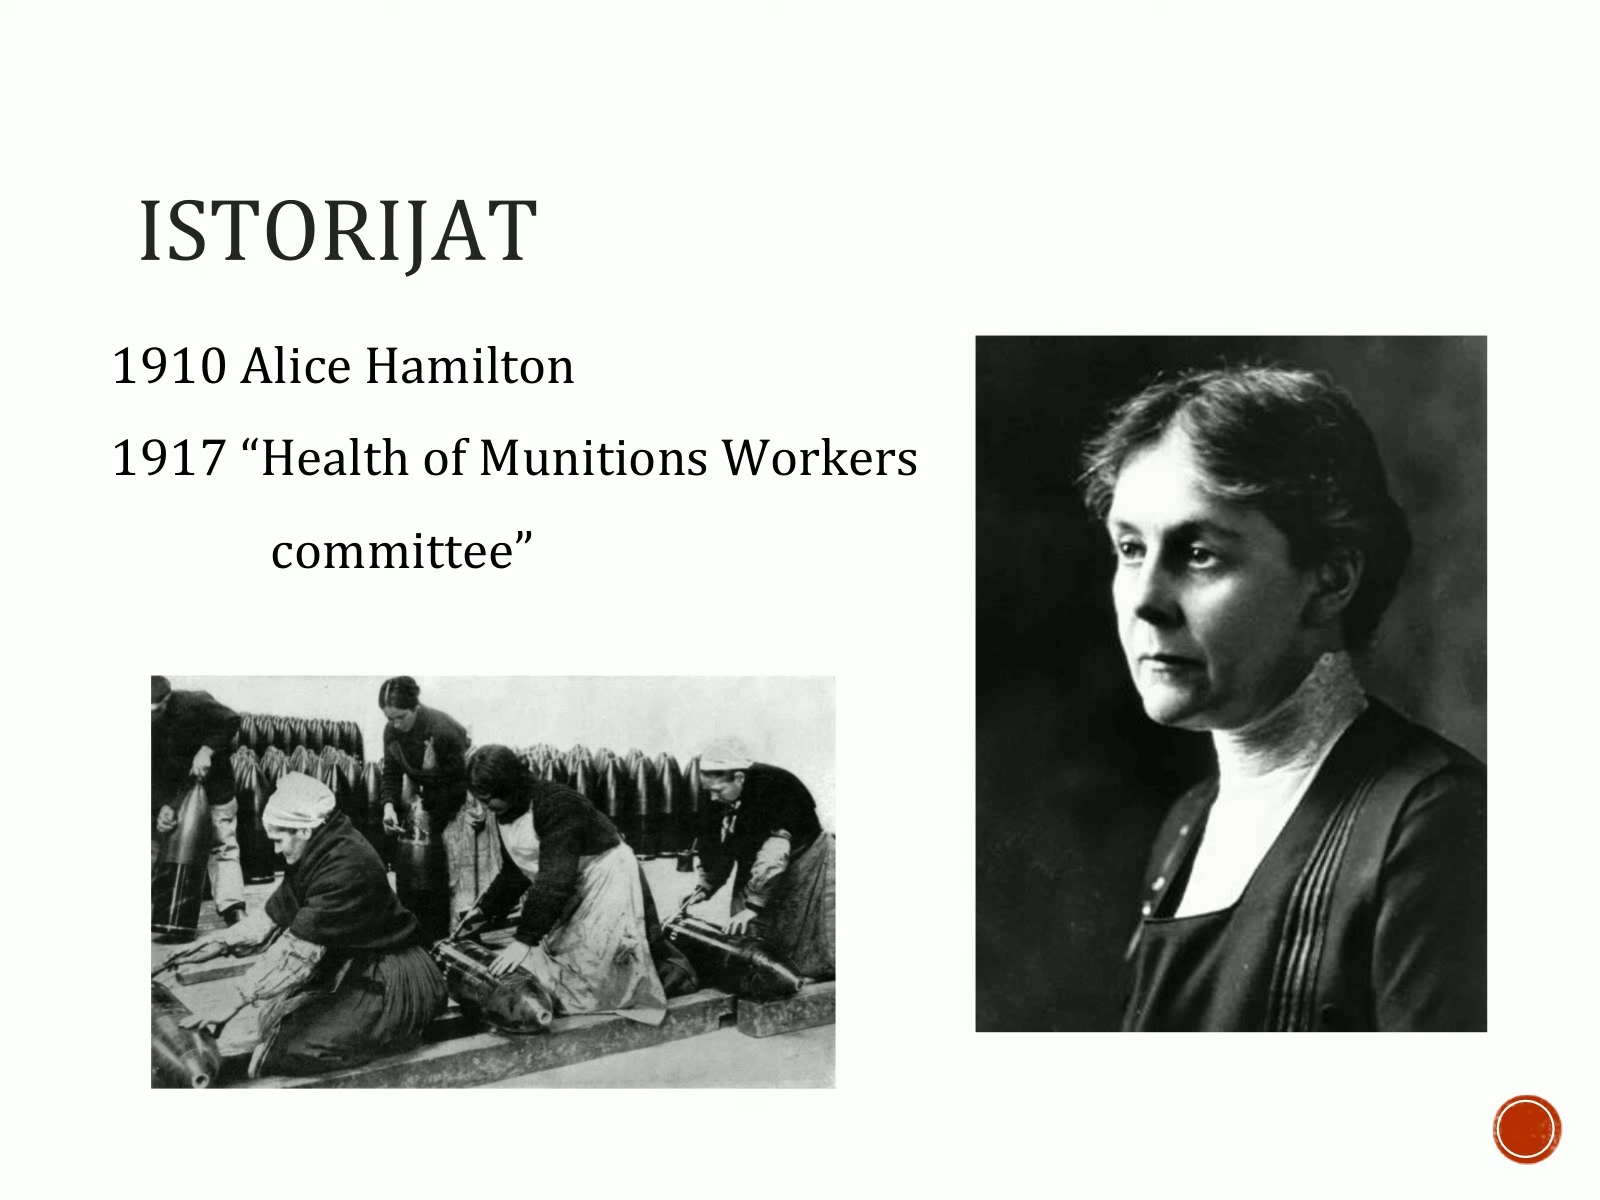 ISTORIJAT
1910 Alice Hamilton
1917 “Health of Munitions Workers
committee”